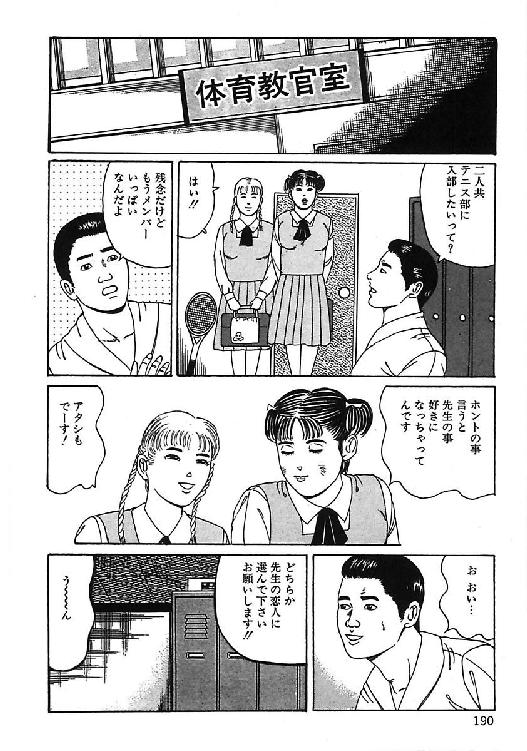 体育教官室
二人共
テニス部に
入部したいって?
はい!!
残念だけど
もうメンバー
いっぱい
なんだよ
ホントの事
言うと
先生の事
好きに
なっちゃって
んです
アタシも
でーす!
お おい…
どちらか
先生の恋人に
選んで下さい
お願いします!!
う~~~ん
190